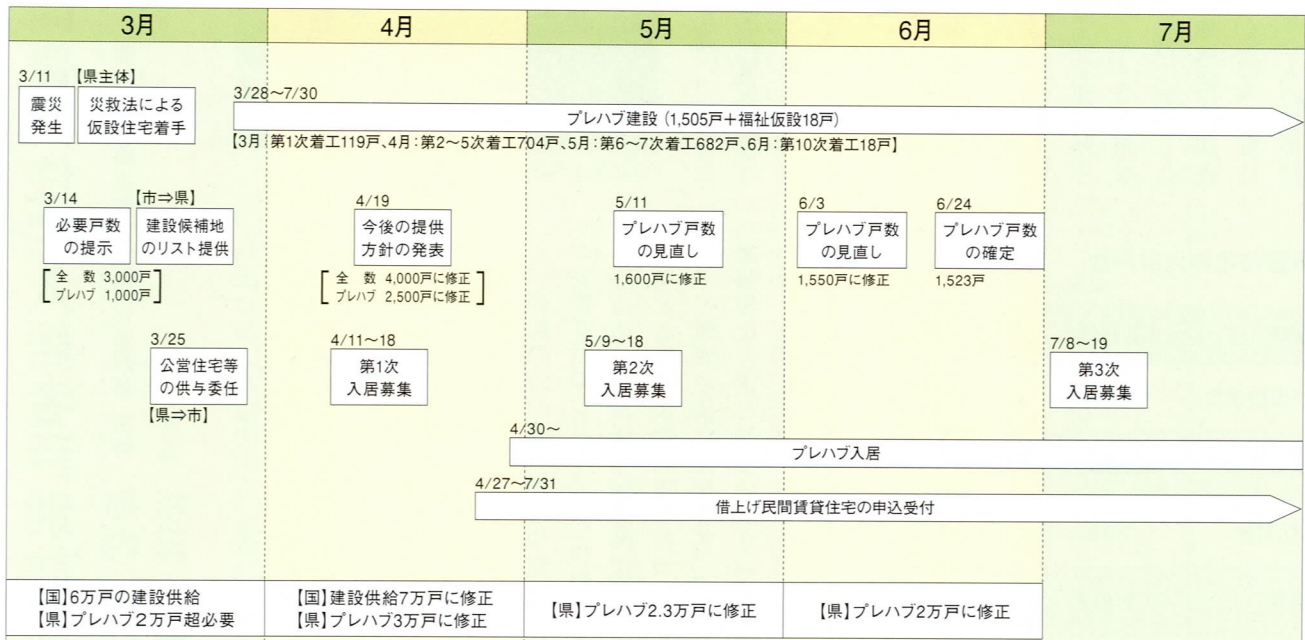 3月
4月
5月
6月
7月
3/11
【県主体】
震災
発生
災救法による
仮設住宅着手
3/28～7/30
プレハブ建設（1,505戸＋福祉仮設18戸）
【3月：第1次着工119戸、4月：第2～5次着工704戸、5月：第6～7次着工682戸、6月：第10次着工18戸】
3/14
【市⇒県】
必要戸数
の提示
建設候補地
のリスト提供
全　数 3,000戸
プレハブ 1,000戸
4/19
今後の提供
方針の発表
全　数 4,000戸に修正
プレハブ 2,500戸に修正
5/11
プレハブ戸数
の見直し
1,600戸に修正
6/3
プレハブ戸数
の見直し
1,550戸に修正
6/24
プレハブ戸数
の確定
1,523戸
3/25
公営住宅等
の供与委任
【県⇒市】
4/11～18
第1次
入居募集
5/9～18
第2次
入居募集
7/8～19
第3次
入居募集
4/30～
プレハブ入居
4/27～7/31
借上げ民間賃貸住宅の申込受付
【国】6万戸の建設供給
【県】プレハブ２万戸超必要
【国】建設供給7万戸に修正
【県】プレハブ3万戸に修正
【県】プレハブ2.3万戸に修正
【県】プレハブ2万戸に修正